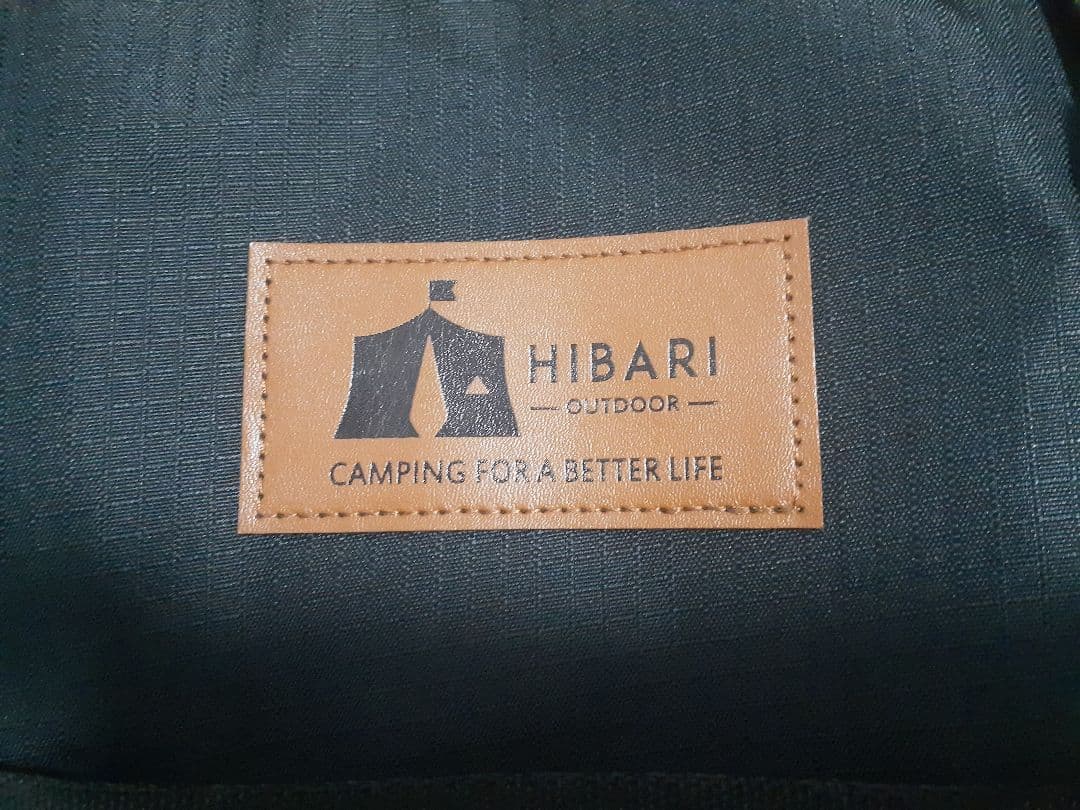 HIBARI
— OUTDOOR —
CAMPING FOR A BETTER LIFE